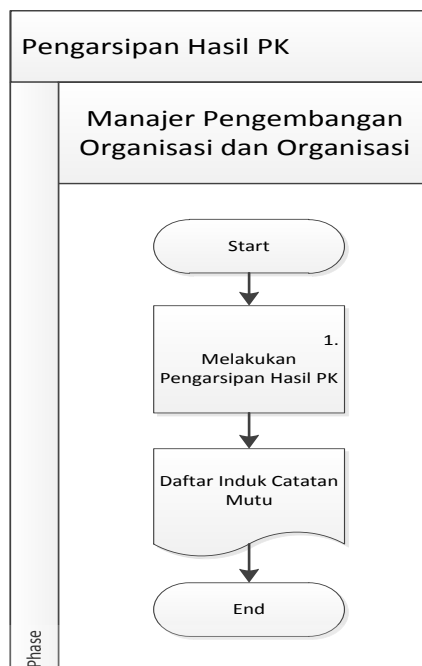 Pengarsipan Hasil PK
Manajer Pengembangan
Organisasi dan Organisasi
Start
1.
Melakukan
Pengarsipan Hasil PK
Daftar Induk Catatan
Mutu
End
Phase